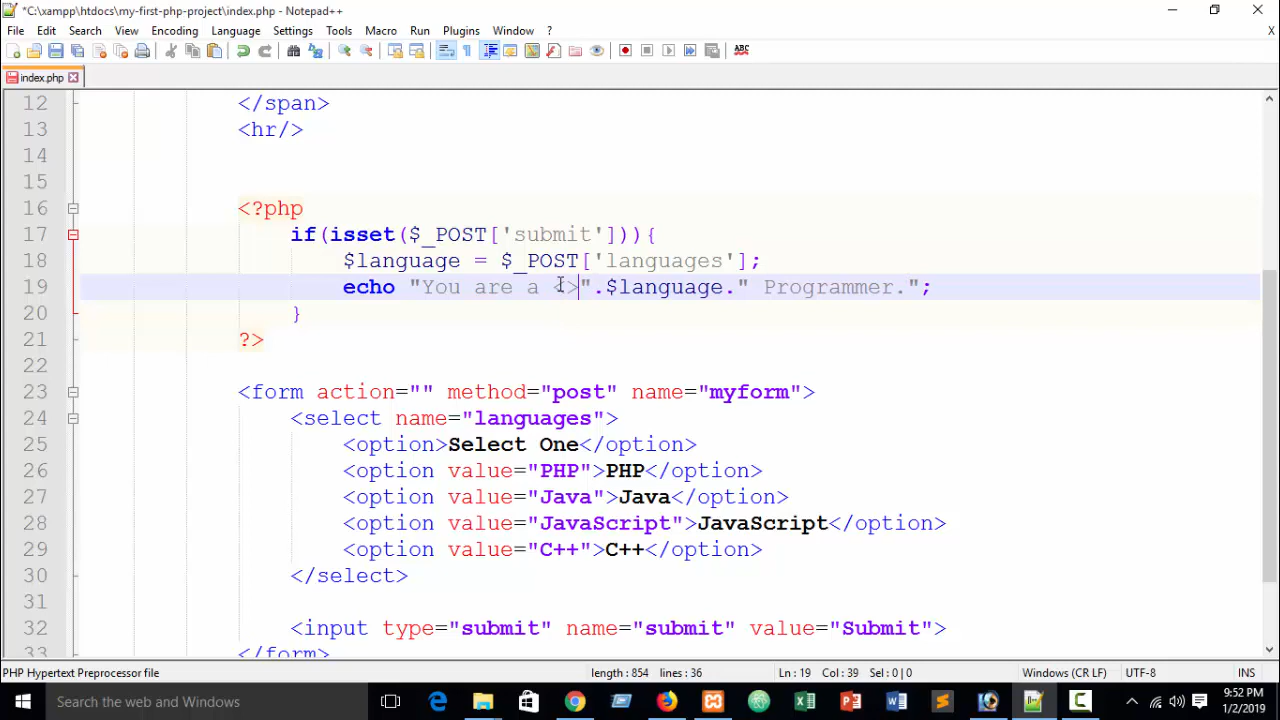 *C:\xampp\htdocs\my-first-php-project\index.php - Notepad++
File Edit Search View Encoding Language Settings Tools Macro Run Plugins Window ? X
ABC
index.php
12 </span>
13 <hr/>
14
15
16 <?php
17 if(isset($_POST['submit'])){
18 $language = $_POST['languages'];
19 echo "You are a <>".$language." Programmer.";
20 }
21 ?>
22
23 <form action="" method="post" name="myform">
24 <select name="languages">
25 <option>Select One</option>
26 <option value="PHP">PHP</option>
27 <option value="Java">Java</option>
28 <option value="JavaScript">JavaScript</option>
29 <option value="C++">C++</option>
30 </select>
31
32 <input type="submit" name="submit" value="Submit">
</form>
PHP Hypertext Preprocessor file length : 854 lines : 36 Ln : 19 Col : 39 Sel : 0 | 0 Windows (CR LF) UTF-8 INS
Search the web and Windows
9:52 PM
1/2/2019